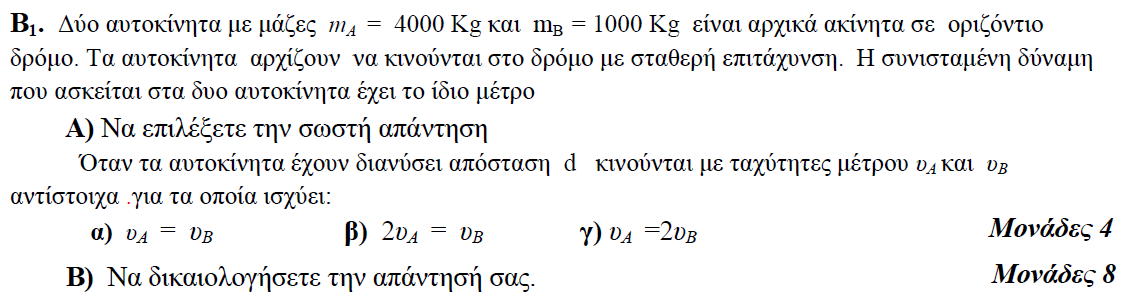 B₁. Δύο αυτοκίνητα με μάζες m_A = 4000 Kg και m_B = 1000 Kg είναι αρχικά ακίνητα σε οριζόντιο
δρόμο. Τα αυτοκίνητα αρχίζουν να κινούνται στο δρόμο με σταθερή επιτάχυνση. Η συνισταμένη δύναμη
που ασκείται στα δυο αυτοκίνητα έχει το ίδιο μέτρο
Α) Να επιλέξετε την σωστή απάντηση
Όταν τα αυτοκίνητα έχουν διανύσει απόσταση d κινούνται με ταχύτητες μέτρου υ_A και υ_B
αντίστοιχα .για τα οποία ισχύει:
α) υ_A = υ_B β) 2υ_A = υ_B γ) υ_A =2υ_B Μονάδες 4
Β) Να δικαιολογήσετε την απάντησή σας. Μονάδες 8